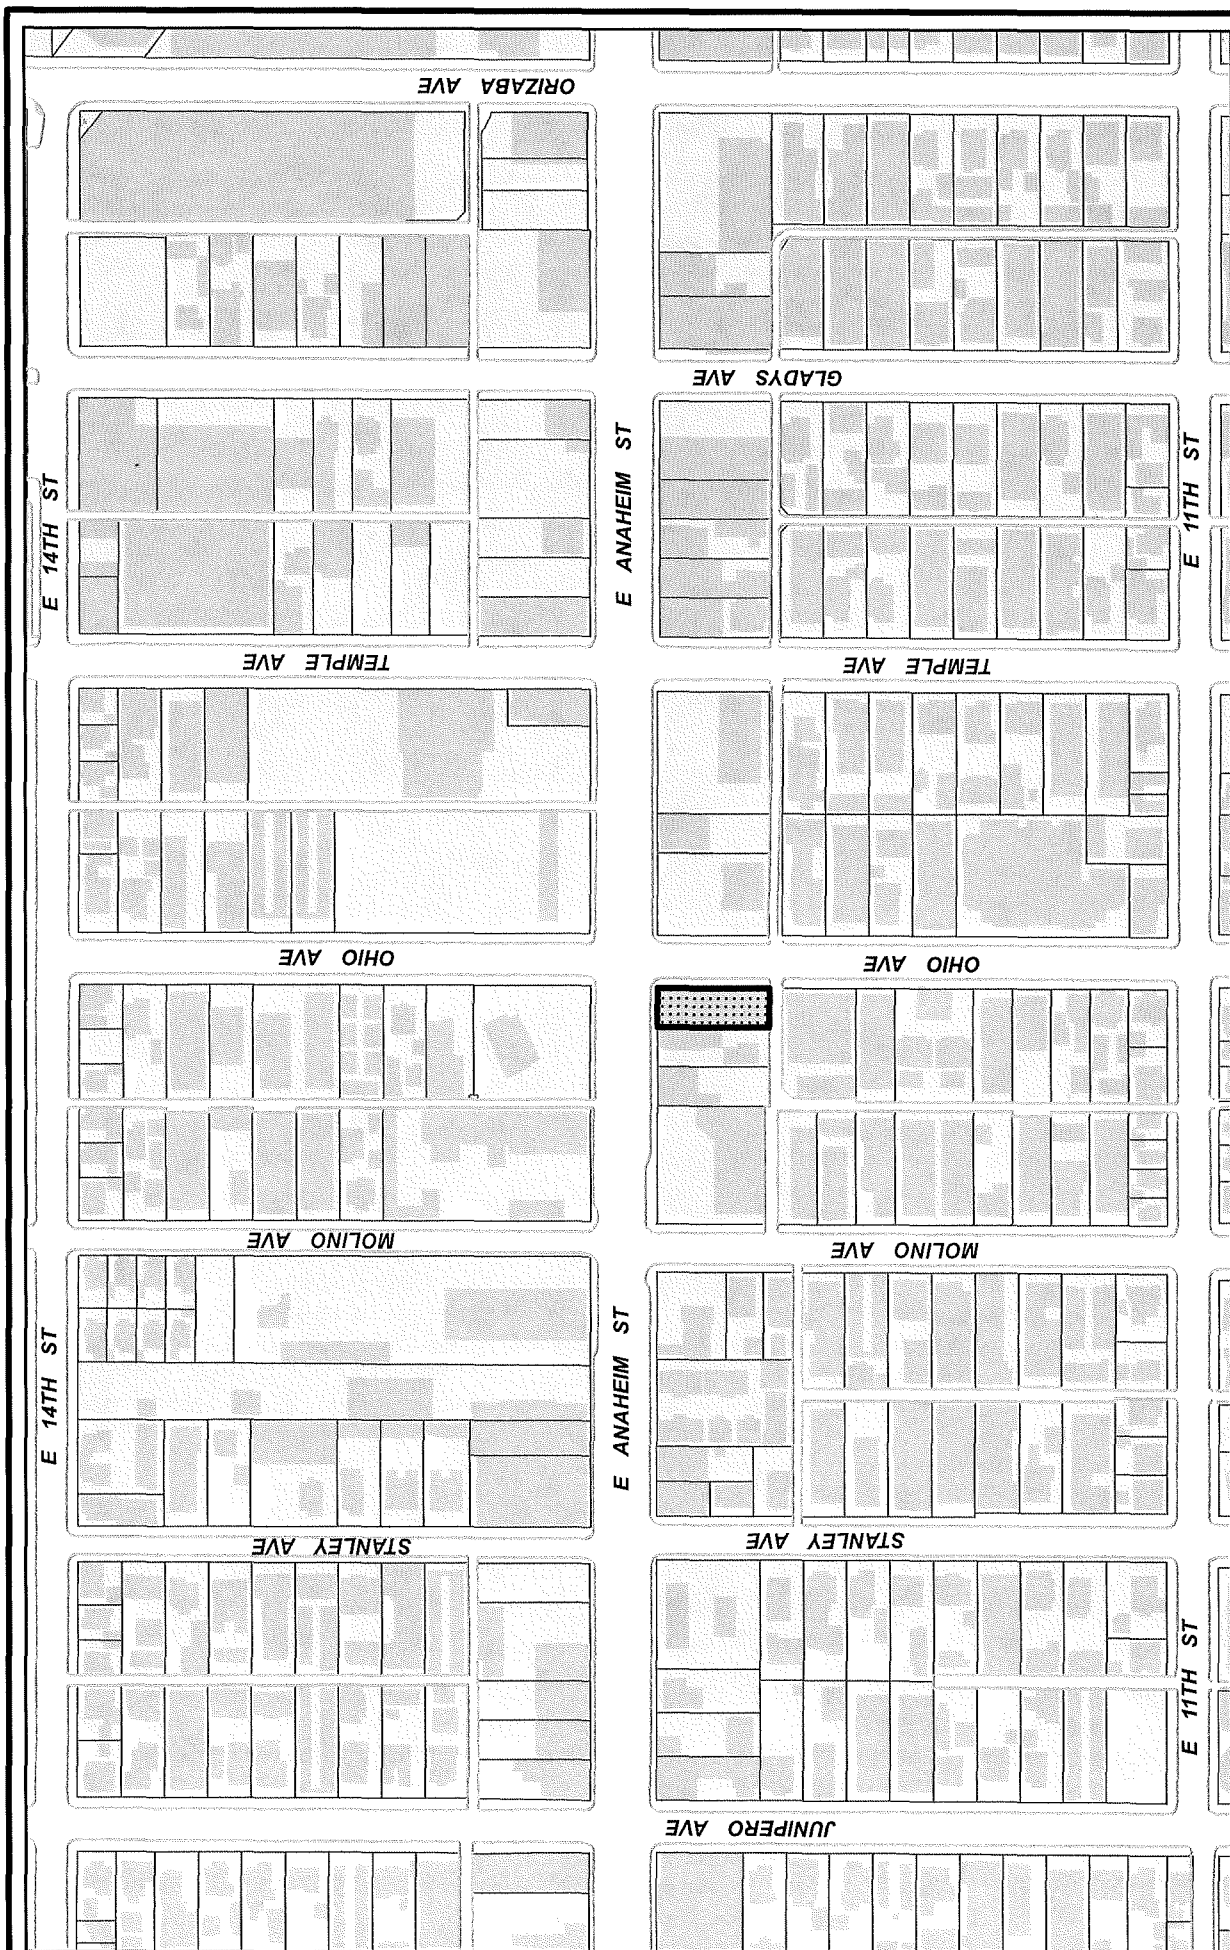 ORIZABA AVE
GLADYS AVE
E 14TH ST
E ANAHEIM ST
E 11TH ST
TEMPLE AVE
TEMPLE AVE
OHIO AVE
OHIO AVE
MOLINO AVE
MOLINO AVE
E 14TH ST
E ANAHEIM ST
STANLEY AVE
STANLEY AVE
E 11TH ST
JUNIPERO AVE